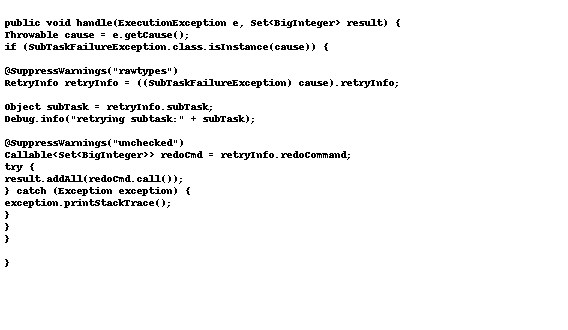 public void handle(ExecutionException e, Set<BigInteger> result) {
Throwable cause = e.getCause();
if (SubTaskFailureException.class.isInstance(cause)) {
@SuppressWarnings("rawtypes")
RetryInfo retryInfo = ((SubTaskFailureException) cause).retryInfo;
Object subTask = retryInfo.subTask;
Debug.info("retrying subtask:" + subTask);
@SuppressWarnings("unchecked")
Callable<Set<BigInteger>> redoCmd = retryInfo.redoCommand;
try {
result.addAll(redoCmd.call());
} catch (Exception exception) {
exception.printStackTrace();
}
}
}
}